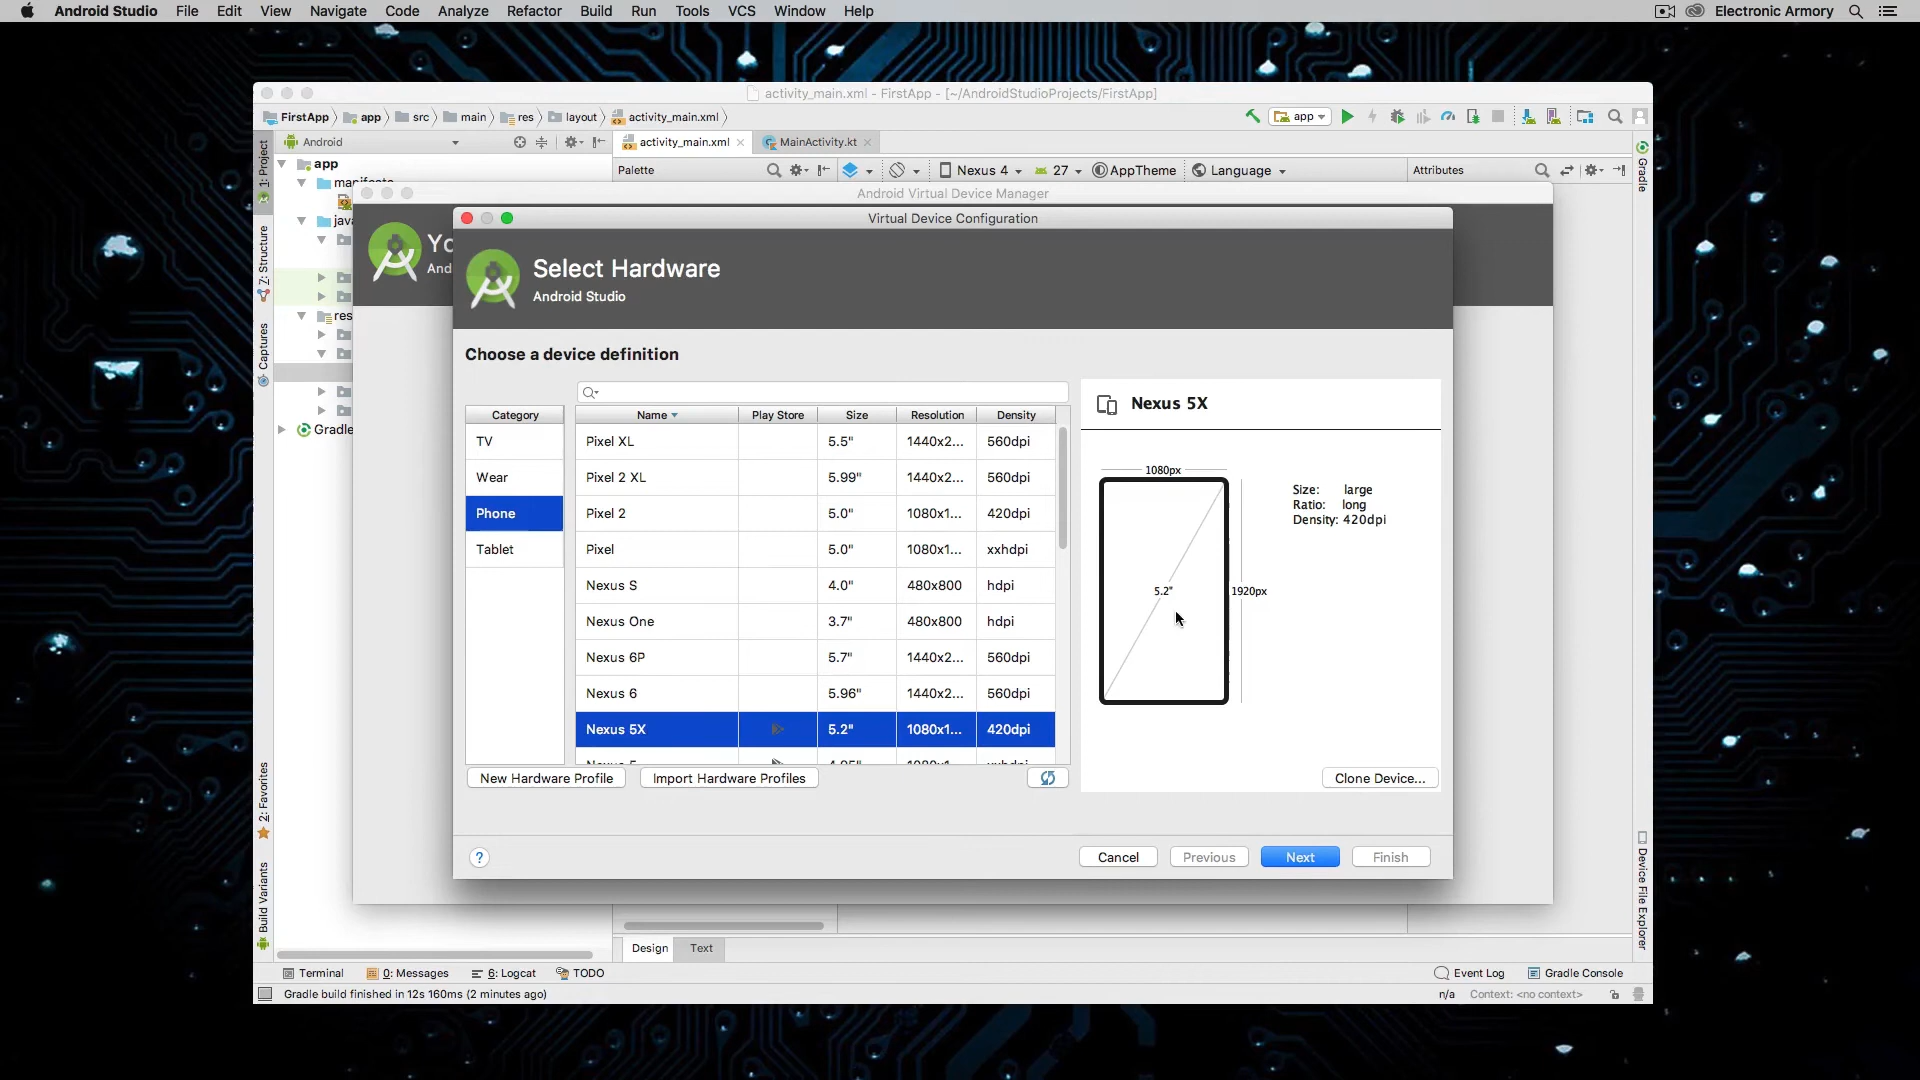 Android Studio File Edit View Navigate Code Analyze Refactor Build Run Tools VCS Window Help Electronic Armory
activity_main.xml - FirstApp - [~/AndroidStudioProjects/FirstApp]
FirstApp app src main res layout activity_main.xml app
1: Project
Z: Structure
Captures
2: Favorites
Build Variants
Android
app
java
res
Gradle
activity_main.xml MainActivity.kt
Palette Nexus 4 27 AppTheme Language Attributes
Gradle
Device File Explorer
Android Virtual Device Manager
Virtual Device Configuration
Select Hardware
Android Studio
Choose a device definition
Category
TV
Wear
Phone
Tablet
Name Play Store Size Resolution Density
Pixel XL 5.5" 1440x2... 560dpi
Pixel 2 XL 5.99" 1440x2... 560dpi
Pixel 2 5.0" 1080x1... 420dpi
Pixel 5.0" 1080x1... xxhdpi
Nexus S 4.0" 480x800 hdpi
Nexus One 3.7" 480x800 hdpi
Nexus 6P 5.7" 1440x2... 560dpi
Nexus 6 5.96" 1440x2... 560dpi
Nexus 5X 5.2" 1080x1... 420dpi
New Hardware Profile Import Hardware Profiles
Nexus 5X
1080px
5.2"
1920px
Size: large
Ratio: long
Density: 420dpi
Clone Device...
? Cancel Previous Next Finish
Design Text
Terminal 0: Messages 6: Logcat TODO Event Log Gradle Console
Gradle build finished in 12s 160ms (2 minutes ago) n/a Context: <no context>